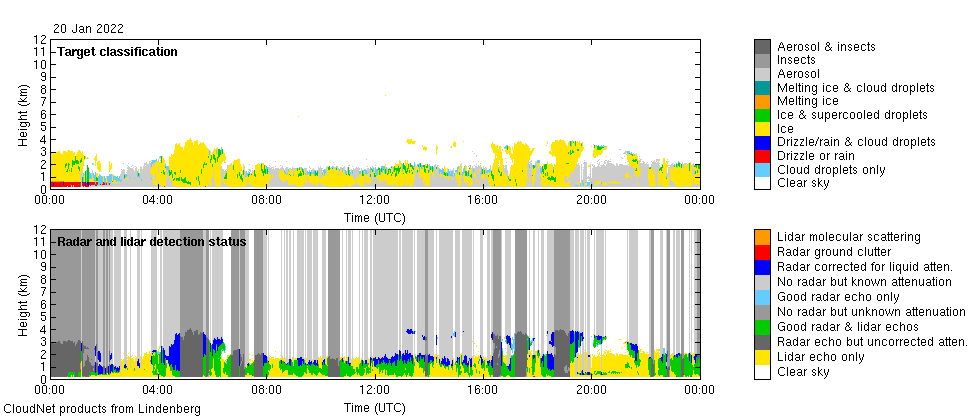 20 Jan 2022
Target classification
12
11
10
9
8
7
6
5
4
3
2
1
0
Height (km)
00:00 04:00 08:00 12:00 16:00 20:00 00:00
Time (UTC)
Aerosol & insects
Insects
Aerosol
Melting ice & cloud droplets
Melting ice
Ice & supercooled droplets
Ice
Drizzle/rain & cloud droplets
Drizzle or rain
Cloud droplets only
Clear sky
Radar and lidar detection status
12
11
10
9
8
7
6
5
4
3
2
1
0
Height (km)
00:00 04:00 08:00 12:00 16:00 20:00 00:00
Time (UTC)
Lidar molecular scattering
Radar ground clutter
Radar corrected for liquid atten.
No radar but known attenuation
Good radar echo only
No radar but unknown attenuation
Good radar & lidar echos
Radar echo but uncorrected atten.
Lidar echo only
Clear sky
CloudNet products from Lindenberg